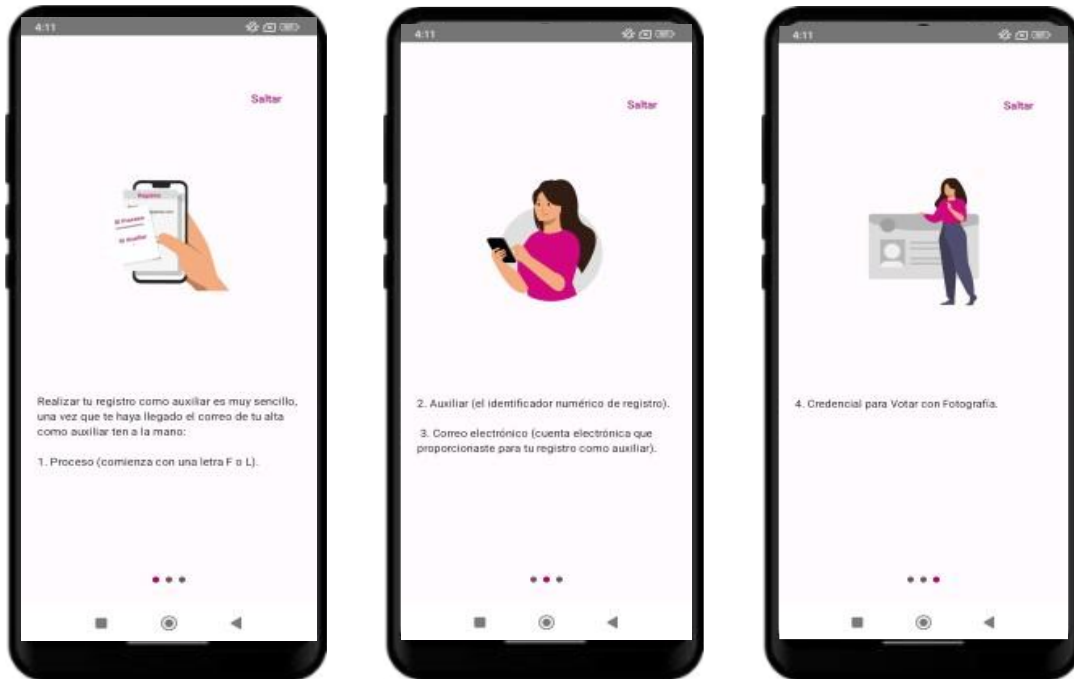 4:11
Saltar
Registro
ID Proceso
ID Auxiliar
Realizar tu registro como auxiliar es muy sencillo,
una vez que te haya llegado el correo de tu alta
como auxiliar ten a la mano:
1. Proceso (comienza con una letra F o L).
4:11
Saltar
2. Auxiliar (el identificador numérico de registro).
3. Correo electrónico (cuenta electrónica que
proporcionaste para tu registro como auxiliar).
4:11
Saltar
4. Credencial para Votar con Fotografía.